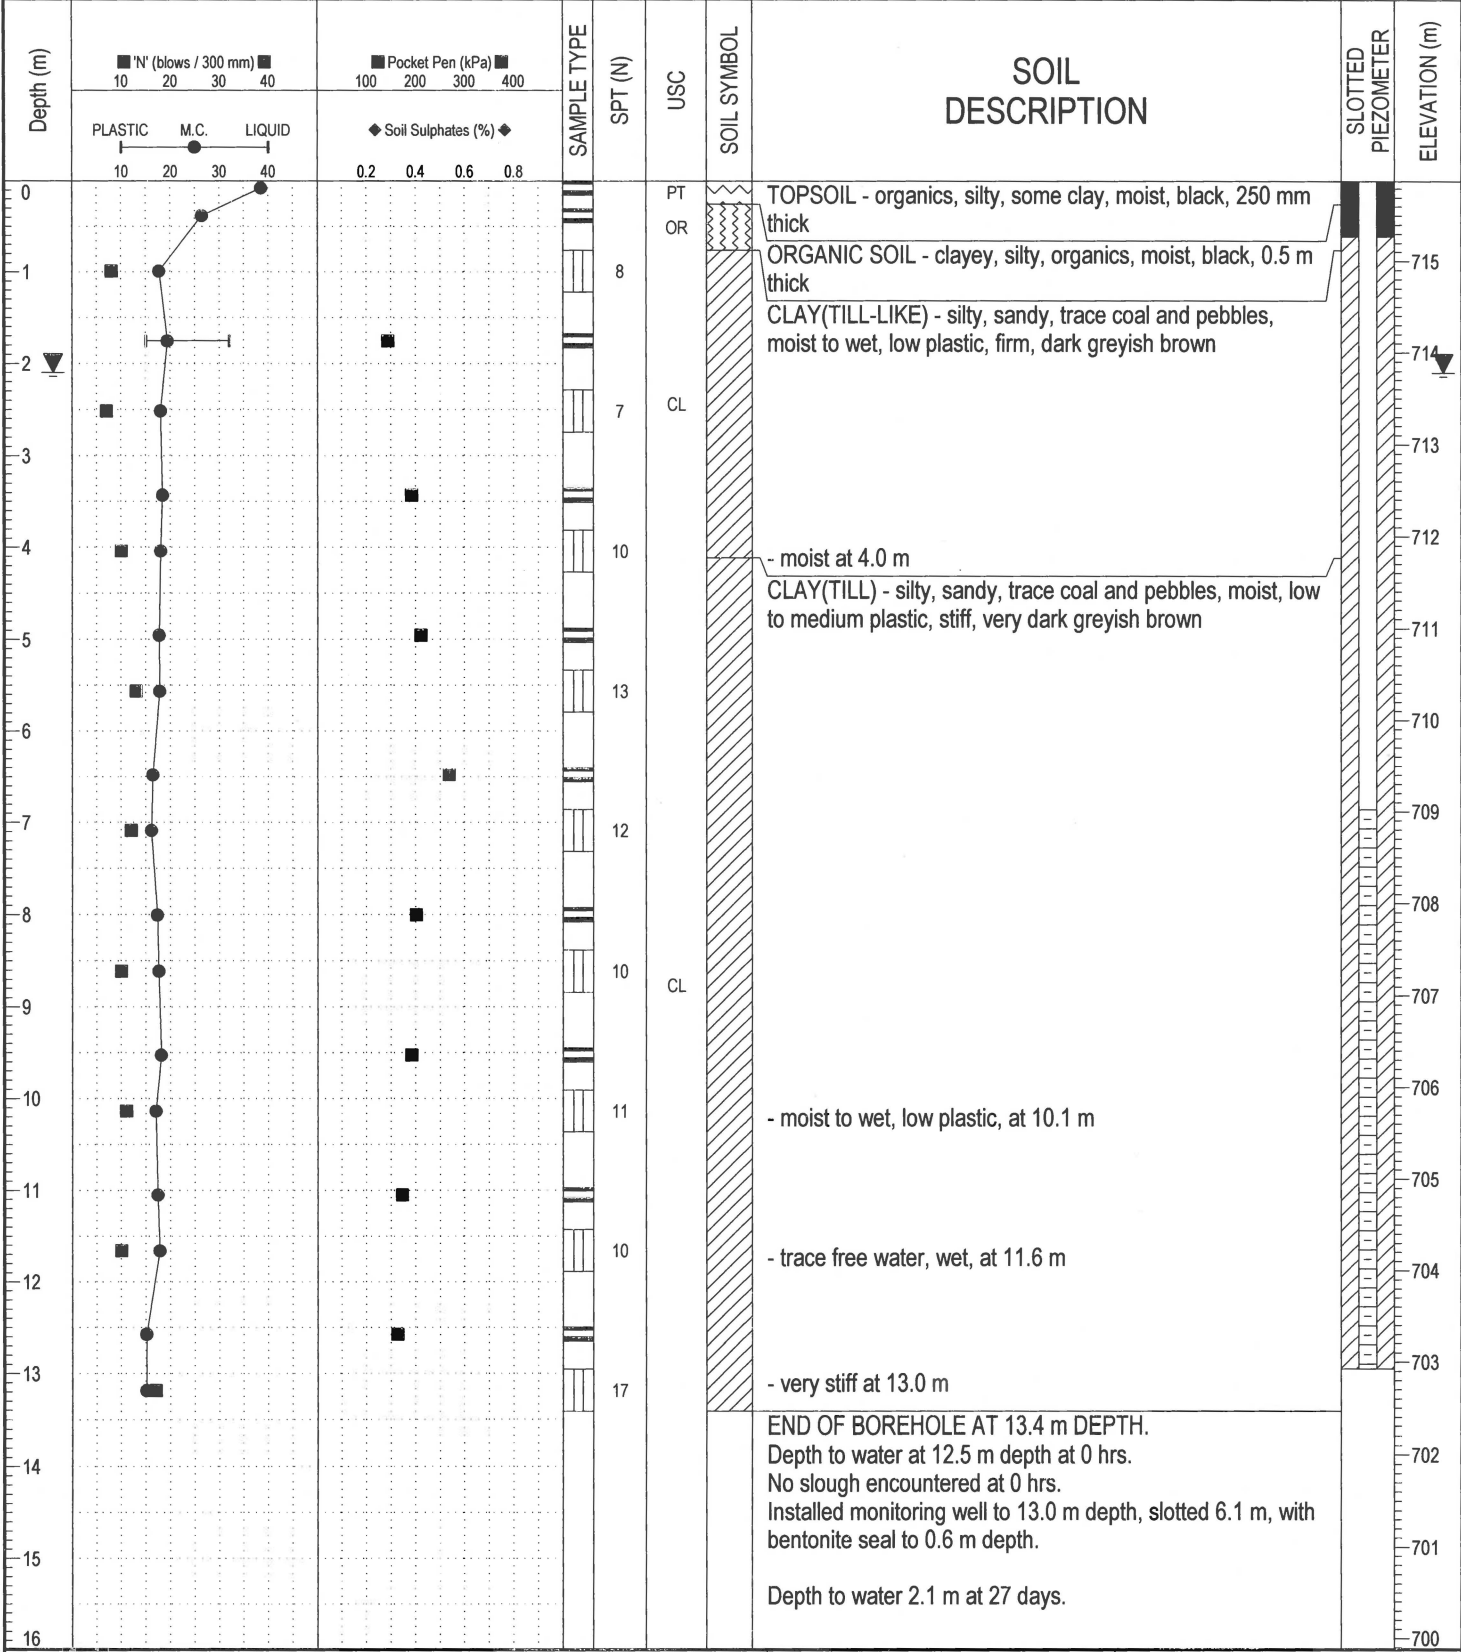 Depth (m)
'N' (blows / 300 mm)
10 20 30 40
PLASTIC M.C. LIQUID
10 20 30 40
Pocket Pen (kPa)
100 200 300 400
Soil Sulphates (%)
0.2 0.4 0.6 0.8
SAMPLE TYPE
SPT (N)
USC
SOIL SYMBOL
SOIL
DESCRIPTION
SLOTTED
PIEZOMETER
ELEVATION (m)
0
1
2
3
4
5
6
7
8
9
10
11
12
13
14
15
16
8
7
10
13
12
10
11
10
17
PT
OR
CL
CL
TOPSOIL - organics, silty, some clay, moist, black, 250 mm
thick
ORGANIC SOIL - clayey, silty, organics, moist, black, 0.5 m
thick
CLAY(TILL-LIKE) - silty, sandy, trace coal and pebbles,
moist to wet, low plastic, firm, dark greyish brown
- moist at 4.0 m
CLAY(TILL) - silty, sandy, trace coal and pebbles, moist, low
to medium plastic, stiff, very dark greyish brown
- moist to wet, low plastic, at 10.1 m
- trace free water, wet, at 11.6 m
- very stiff at 13.0 m
END OF BOREHOLE AT 13.4 m DEPTH.
Depth to water at 12.5 m depth at 0 hrs.
No slough encountered at 0 hrs.
Installed monitoring well to 13.0 m depth, slotted 6.1 m, with
bentonite seal to 0.6 m depth.
Depth to water 2.1 m at 27 days.
715
714
713
712
711
710
709
708
707
706
705
704
703
702
701
700